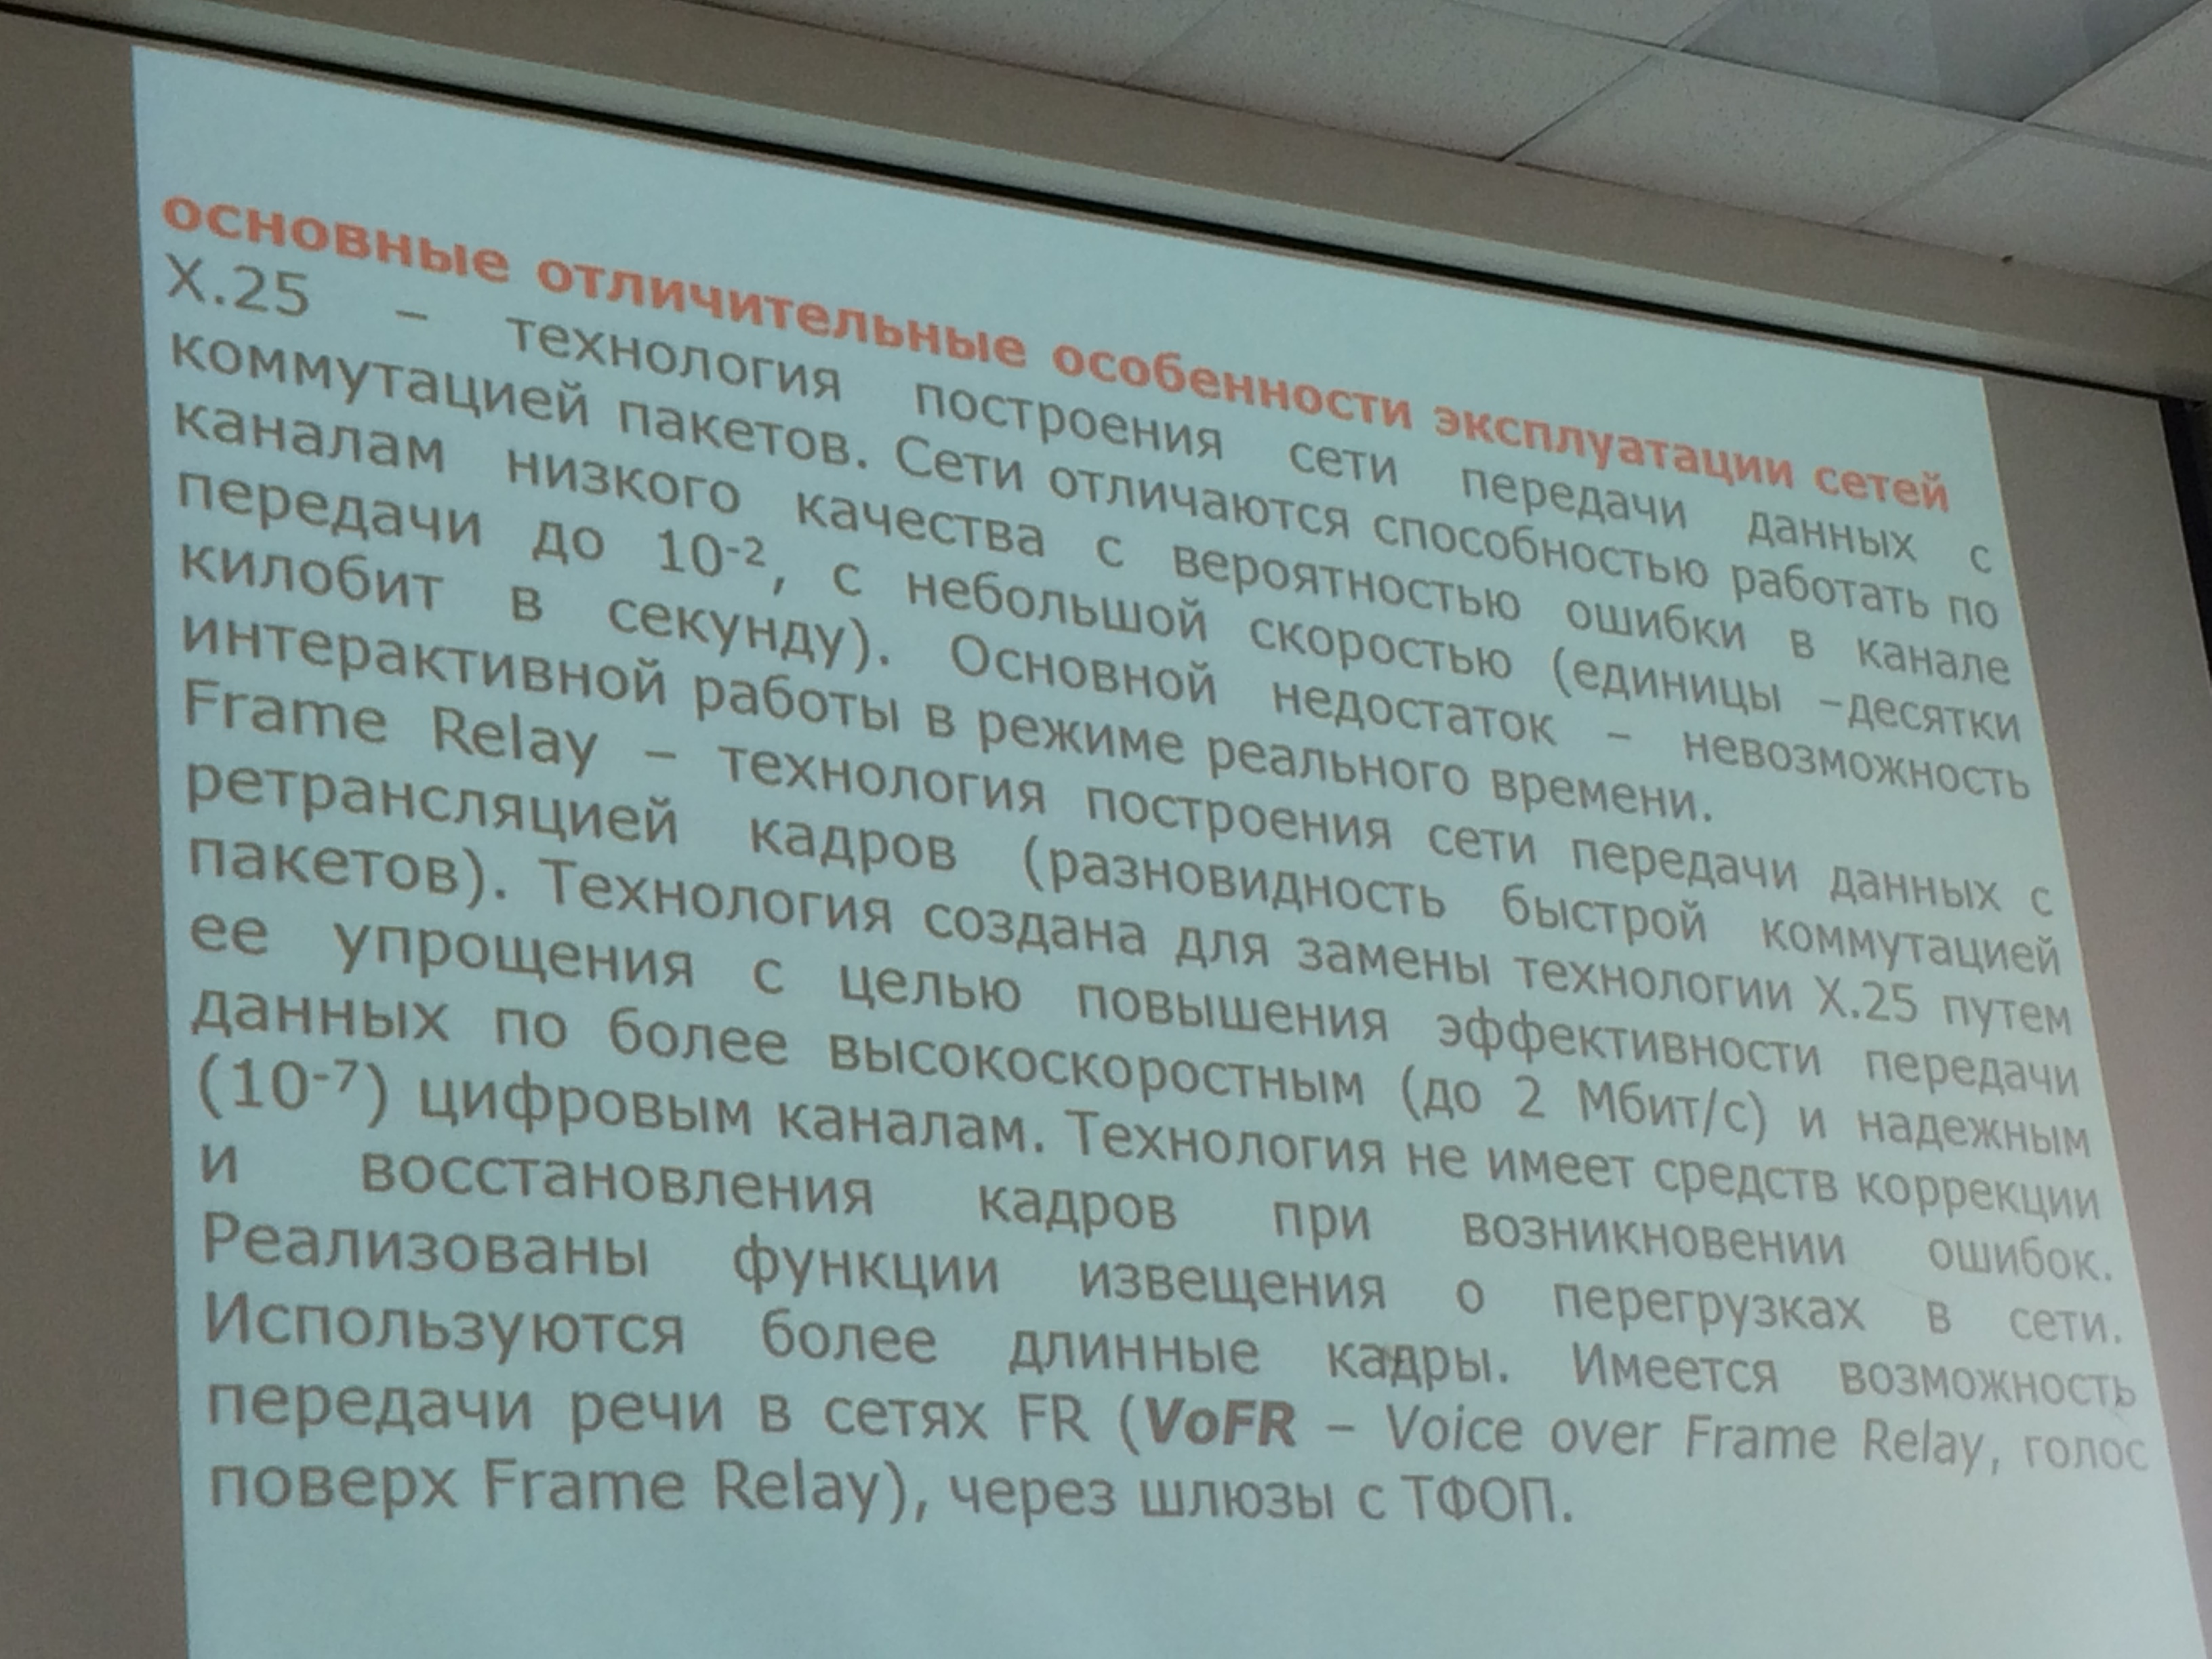 основные отличительные особенности эксплуатации сетей
X.25 – технология построения сети передачи данных с
коммутацией пакетов. Сети отличаются способностью работать по
каналам низкого качества с вероятностью ошибки в канале
передачи до 10⁻², с небольшой скоростью (единицы –десятки
килобит в секунду). Основной недостаток – невозможность
интерактивной работы в режиме реального времени.
Frame Relay – технология построения сети передачи данных с
ретрансляцией кадров (разновидность быстрой коммутацией
пакетов). Технология создана для замены технологии X.25 путем
ее упрощения с целью повышения эффективности передачи
данных по более высокоскоростным (до 2 Мбит/с) и надежным
(10⁻⁷) цифровым каналам. Технология не имеет средств коррекции
и восстановления кадров при возникновении ошибок.
Реализованы функции извещения о перегрузках в сети.
Используются более длинные кадры. Имеется возможность
передачи речи в сетях FR (VoFR – Voice over Frame Relay, голос
поверх Frame Relay), через шлюзы с ТФОП.